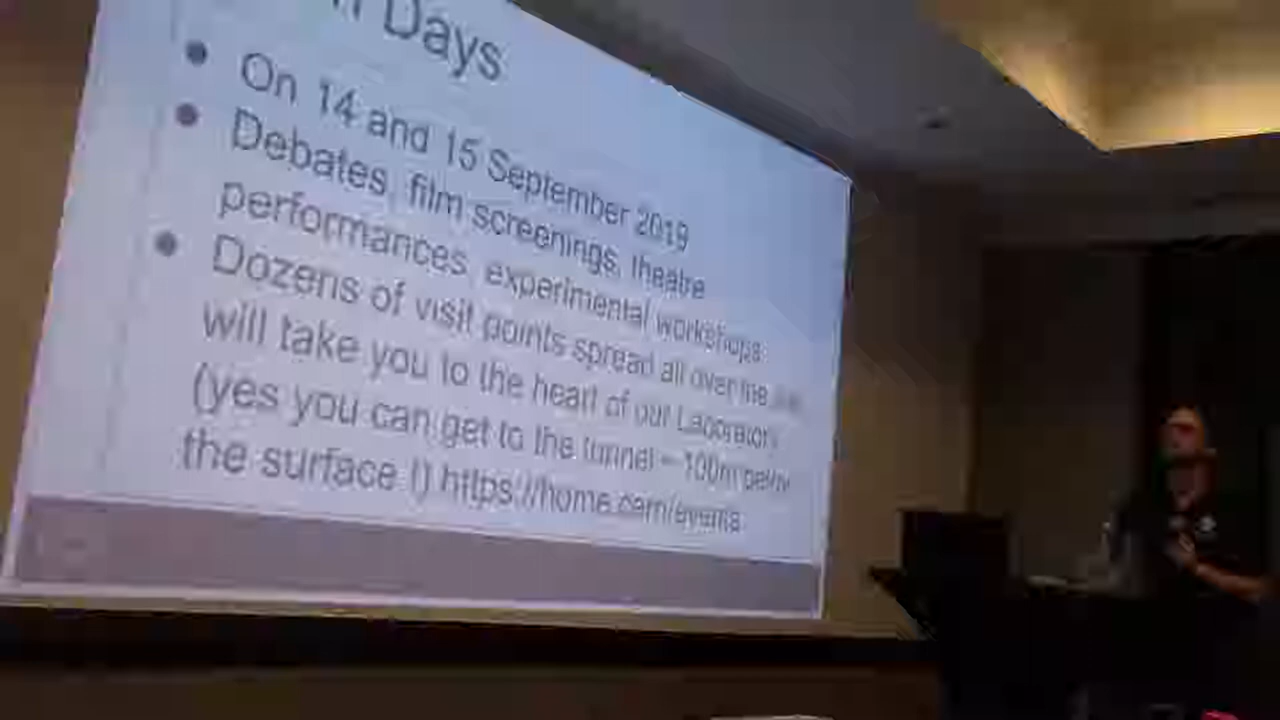 Days
On 14 and 15 September 2019
Debates, film screenings, theatre
performances, experimental workshops
Dozens of visit points spread all over the
will take you to the heart of our Laboratory
(yes you can get to the tunnel ~100m below
the surface !) https://home.cern/events